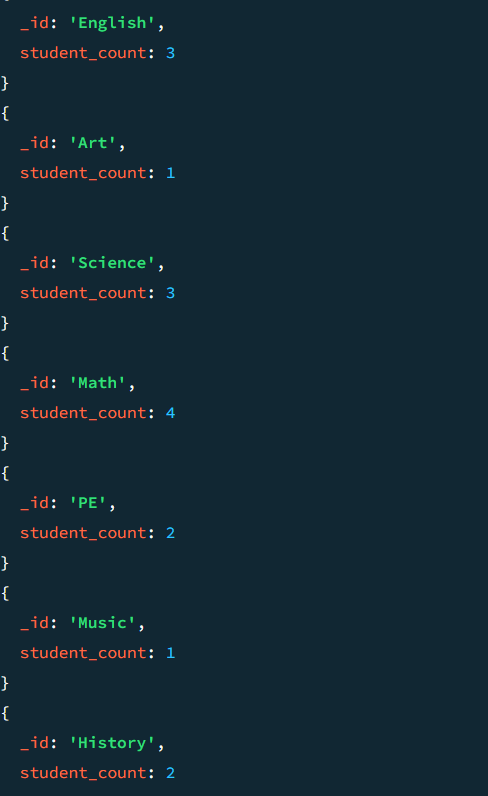 _id: 'English',
student_count: 3
}
{
_id: 'Art',
student_count: 1
}
{
_id: 'Science',
student_count: 3
}
{
_id: 'Math',
student_count: 4
}
{
_id: 'PE',
student_count: 2
}
{
_id: 'Music',
student_count: 1
}
{
_id: 'History',
student_count: 2